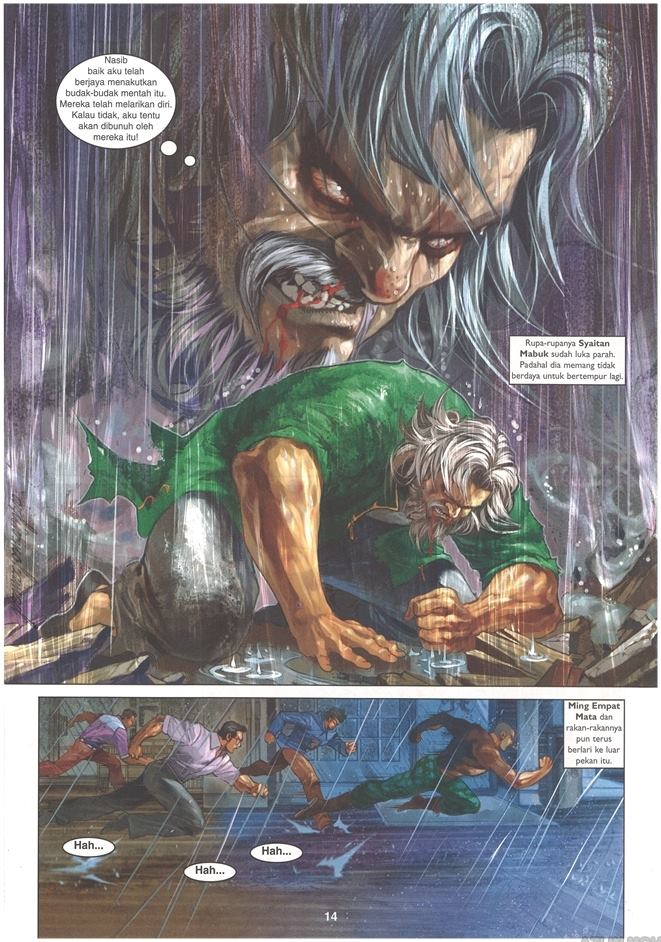 Nasib
baik aku telah
berjaya menakutkan
budak-budak mentah itu.
Mereka telah melarikan diri.
Kalau tidak, aku tentu
akan dibunuh oleh
mereka itu!
Rupa-rupanya Syaitan
Mabuk sudah luka parah.
Padahal dia memang tidak
berdaya untuk bertempur lagi.
Ming Empat
Mata dan
rakan-rakannya
pun terus
berlari ke luar
pekan itu.
Hah...
Hah...
Hah...
14